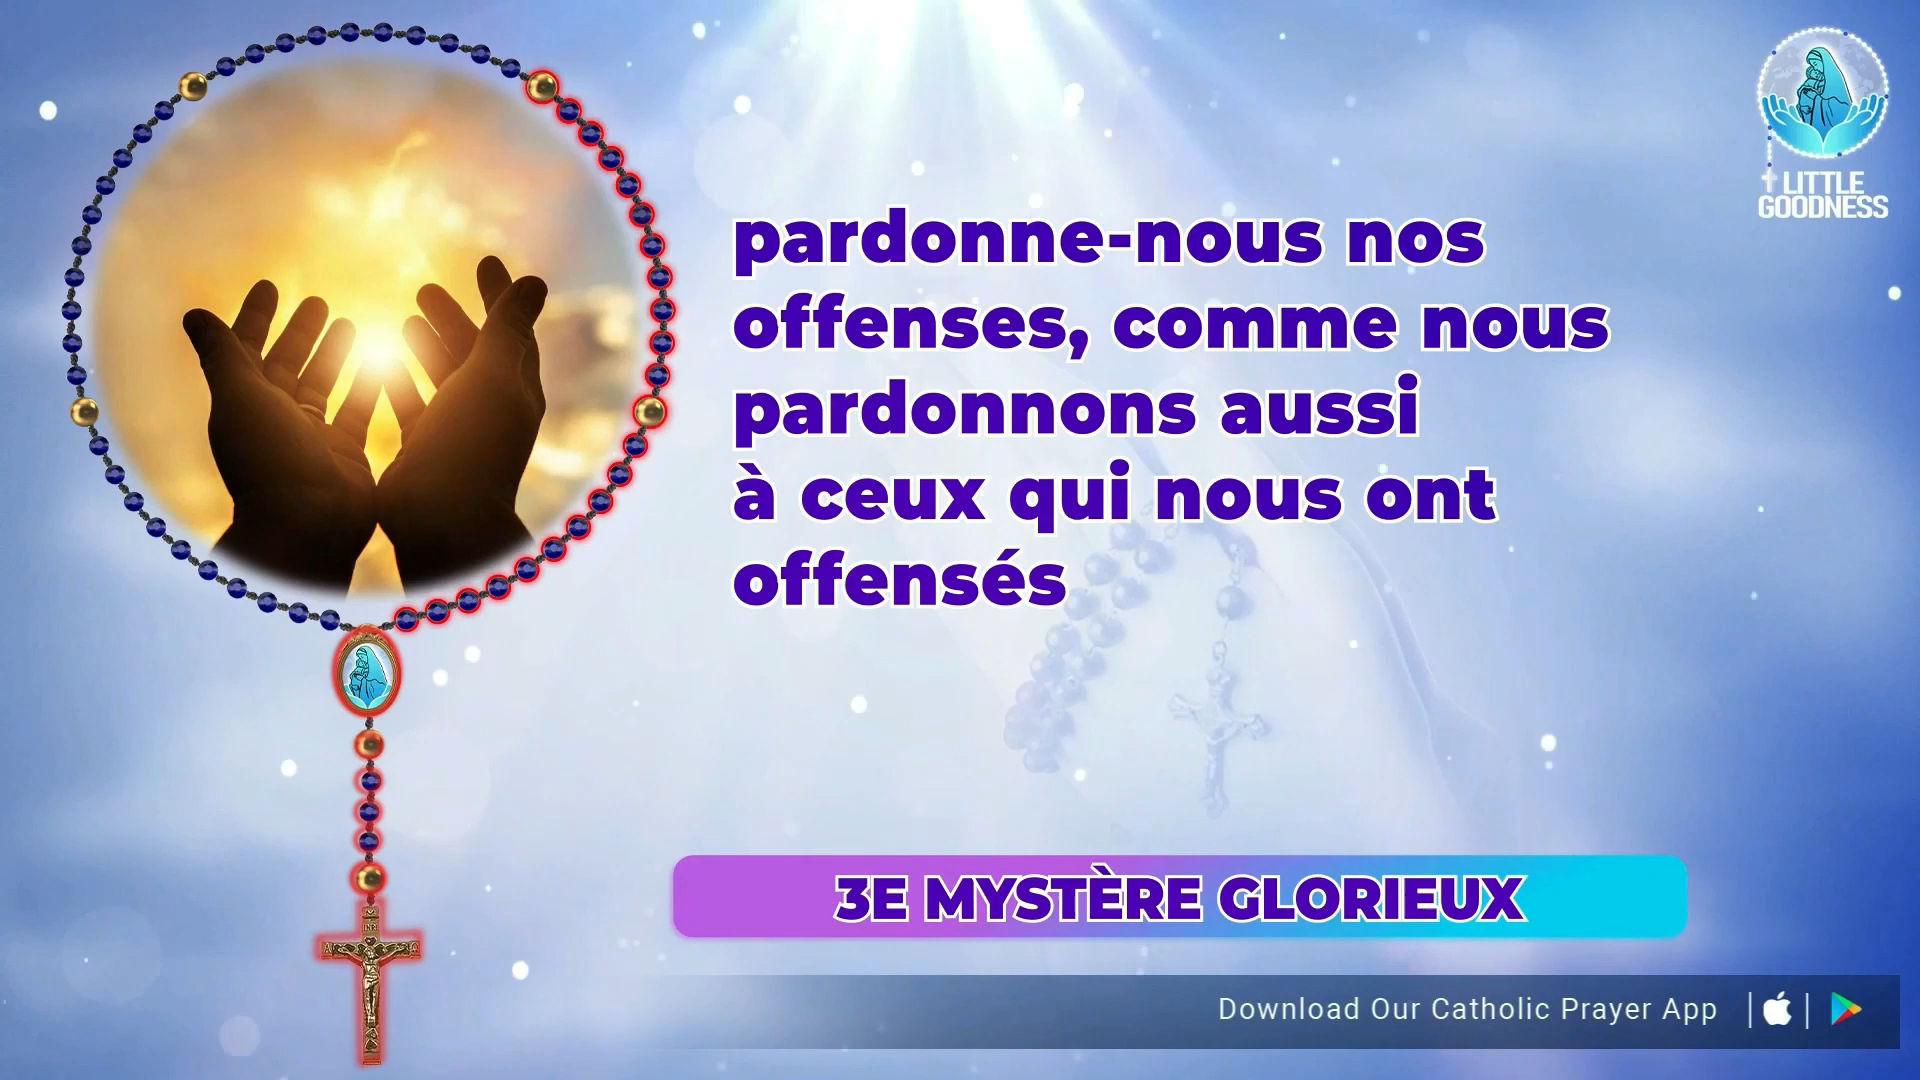 pardonne-nous nos
offenses, comme nous
pardonnons aussi
à ceux qui nous ont
offensés
3E MYSTÈRE GLORIEUX
Download Our Catholic Prayer App
LITTLE
GOODNESS
INRI